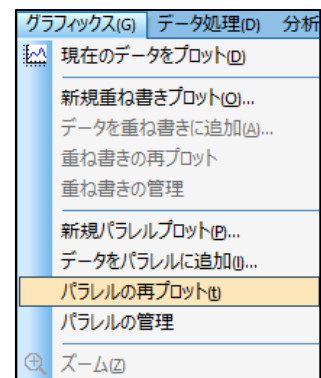 グラフィックス(G) データ処理(D) 分析
現在のデータをプロット(D)
新規重ね書きプロット(O)...
データを重ね書きに追加(A)...
重ね書きの再プロット
重ね書きの管理
新規パラレルプロット(P)...
データをパラレルに追加(I)...
パラレルの再プロット(t)
パラレルの管理
ズーム(Z)